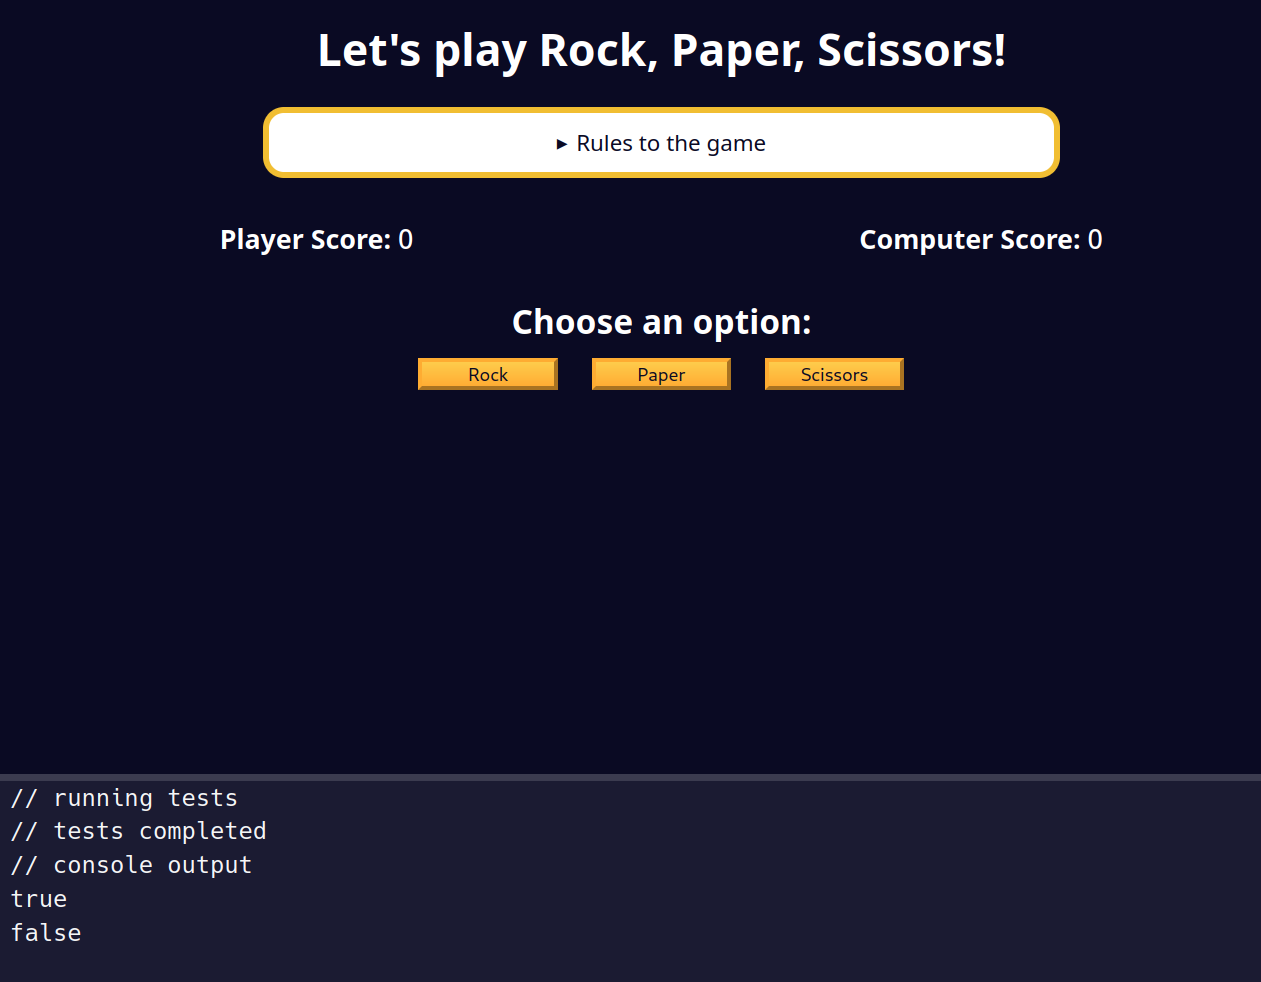 Let's play Rock, Paper, Scissors!
▸ Rules to the game
Player Score: 0
Computer Score: 0
Choose an option:
Rock
Paper
Scissors
// running tests
// tests completed
// console output
true
false